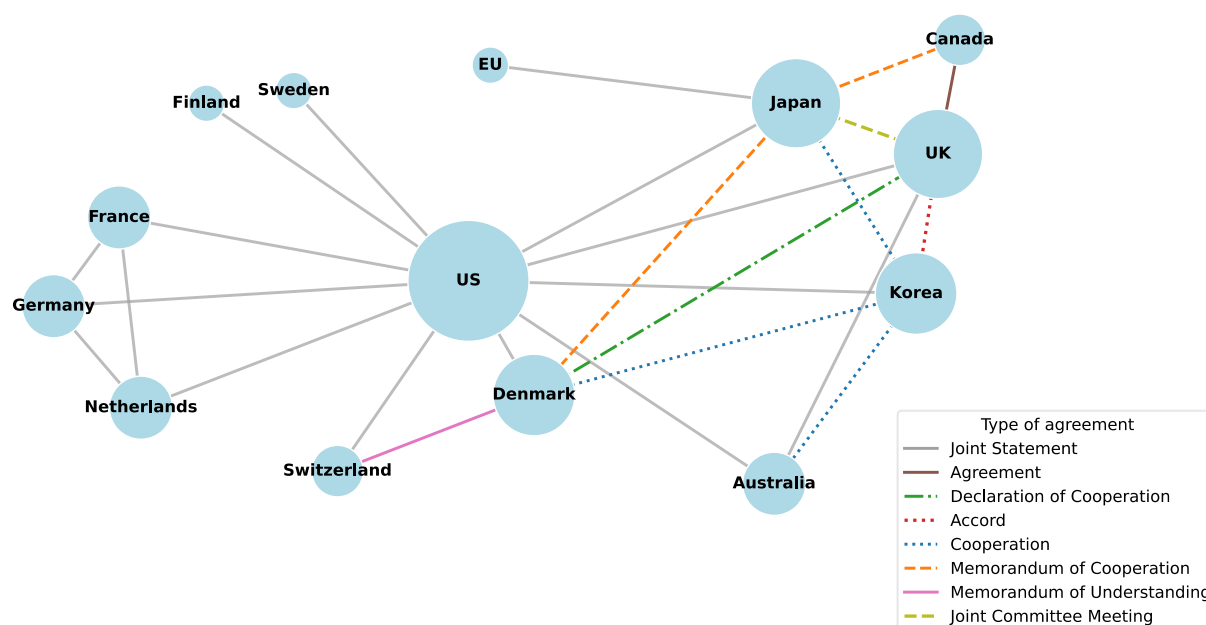 Canada
EU
Sweden
Finland
Japan
UK
France
US
Korea
Germany
Denmark
Netherlands
Switzerland
Australia
Type of agreement
Joint Statement
Agreement
Declaration of Cooperation
Accord
Cooperation
Memorandum of Cooperation
Memorandum of Understanding
Joint Committee Meeting